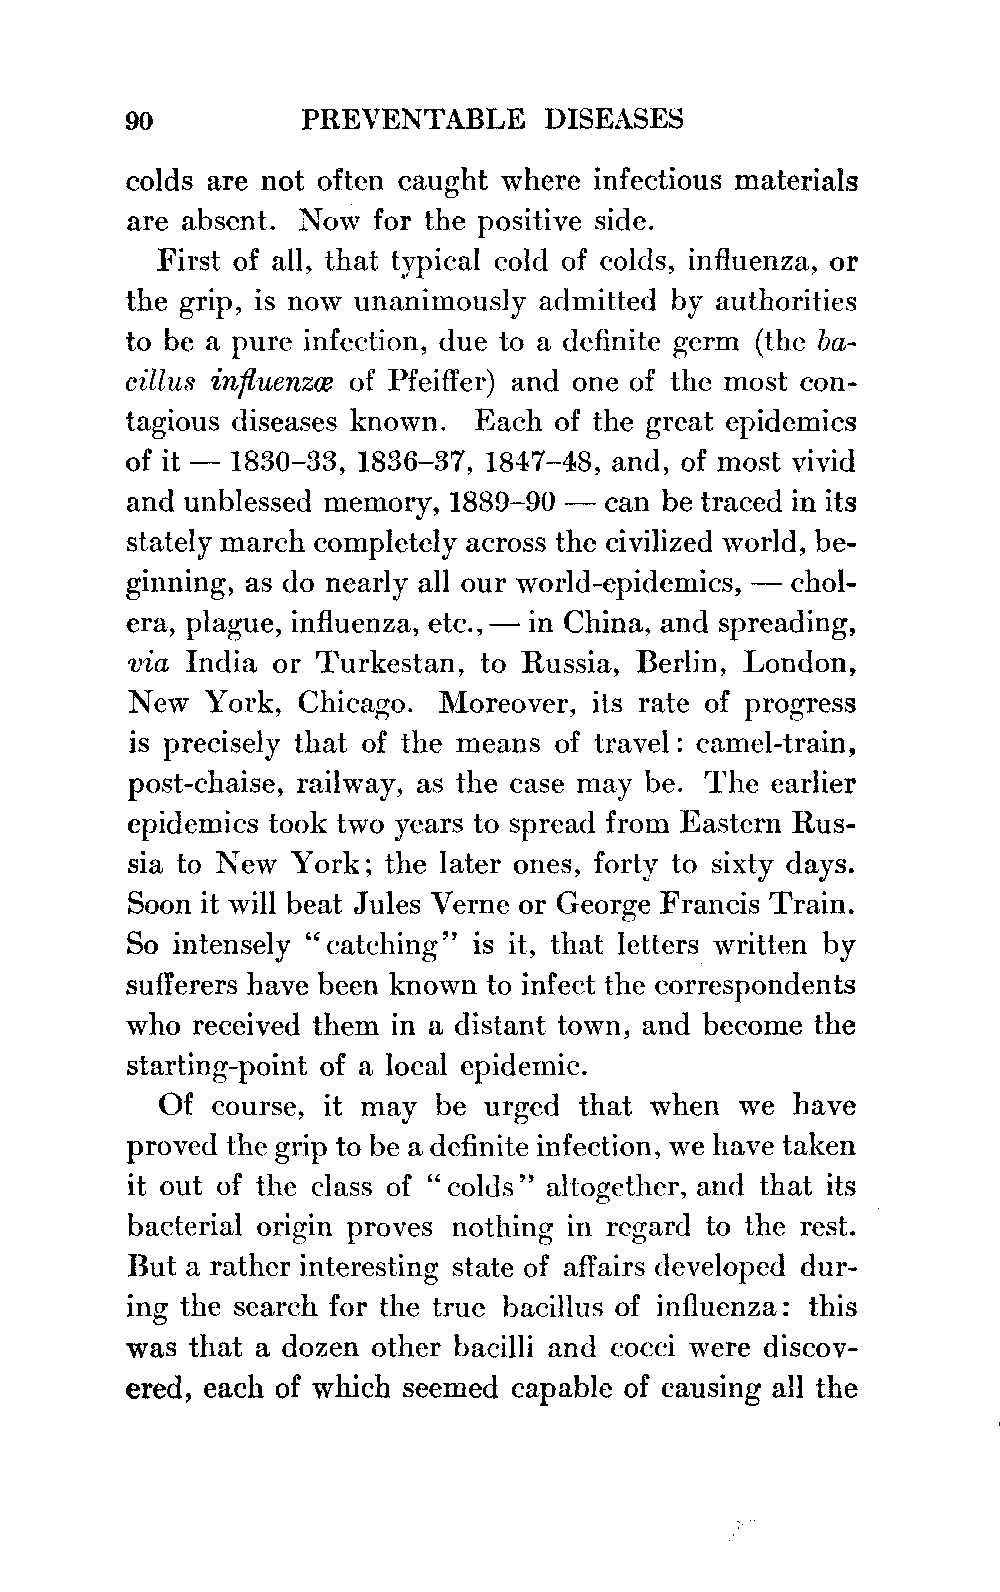 90 PREVENTABLE DISEASES
colds are not often caught where infectious materials
are absent. Now for the positive side.
First of all, that typical cold of colds, influenza, or
the grip, is now unanimously admitted by authorities
to be a pure infection, due to a definite germ (the ba-
cillus influenzæ of Pfeiffer) and one of the most con-
tagious diseases known. Each of the great epidemics
of it — 1830–33, 1836–37, 1847–48, and, of most vivid
and unblessed memory, 1889–90 — can be traced in its
stately march completely across the civilized world, be-
ginning, as do nearly all our world-epidemics, — chol-
era, plague, influenza, etc., — in China, and spreading,
via India or Turkestan, to Russia, Berlin, London,
New York, Chicago. Moreover, its rate of progress
is precisely that of the means of travel: camel-train,
post-chaise, railway, as the case may be. The earlier
epidemics took two years to spread from Eastern Rus-
sia to New York; the later ones, forty to sixty days.
Soon it will beat Jules Verne or George Francis Train.
So intensely "catching" is it, that letters written by
sufferers have been known to infect the correspondents
who received them in a distant town, and become the
starting-point of a local epidemic.
Of course, it may be urged that when we have
proved the grip to be a definite infection, we have taken
it out of the class of "colds" altogether, and that its
bacterial origin proves nothing in regard to the rest.
But a rather interesting state of affairs developed dur-
ing the search for the true bacillus of influenza: this
was that a dozen other bacilli and cocci were discov-
ered, each of which seemed capable of causing all the